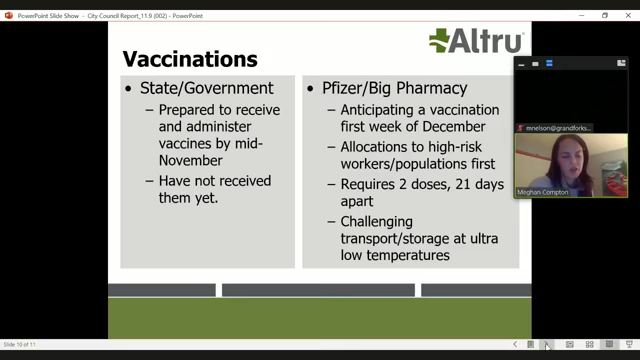 PowerPoint Slide Show - City Council Report_11.9 (002) - PowerPoint
Altru
Vaccinations
• State/Government
– Prepared to receive
and administer
vaccines by mid-
November
– Have not received
them yet.
• Pfizer/Big Pharmacy
– Anticipating a vaccination
first week of December
– Allocations to high-risk
workers/populations first
– Requires 2 doses, 21 days
apart
– Challenging
transport/storage at ultra
low temperatures
mnelson@grandforks...
Meghan Compton
Slide 10 of 11